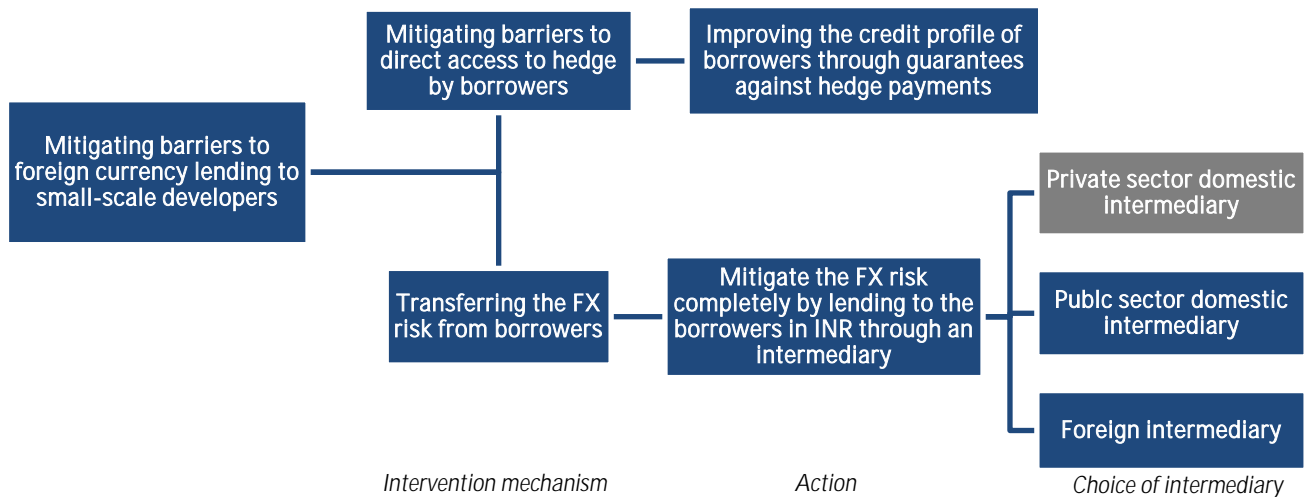 Mitigating barriers to
direct access to hedge
by borrowers
Improving the credit profile of
borrowers through guarantees
against hedge payments
Mitigating barriers to
foreign currency lending to
small-scale developers
Private sector domestic
intermediary
Transferring the FX
risk from borrowers
Mitigate the FX risk
completely by lending to the
borrowers in INR through an
intermediary
Publc sector domestic
intermediary
Foreign intermediary
Intervention mechanism
Action
Choice of intermediary